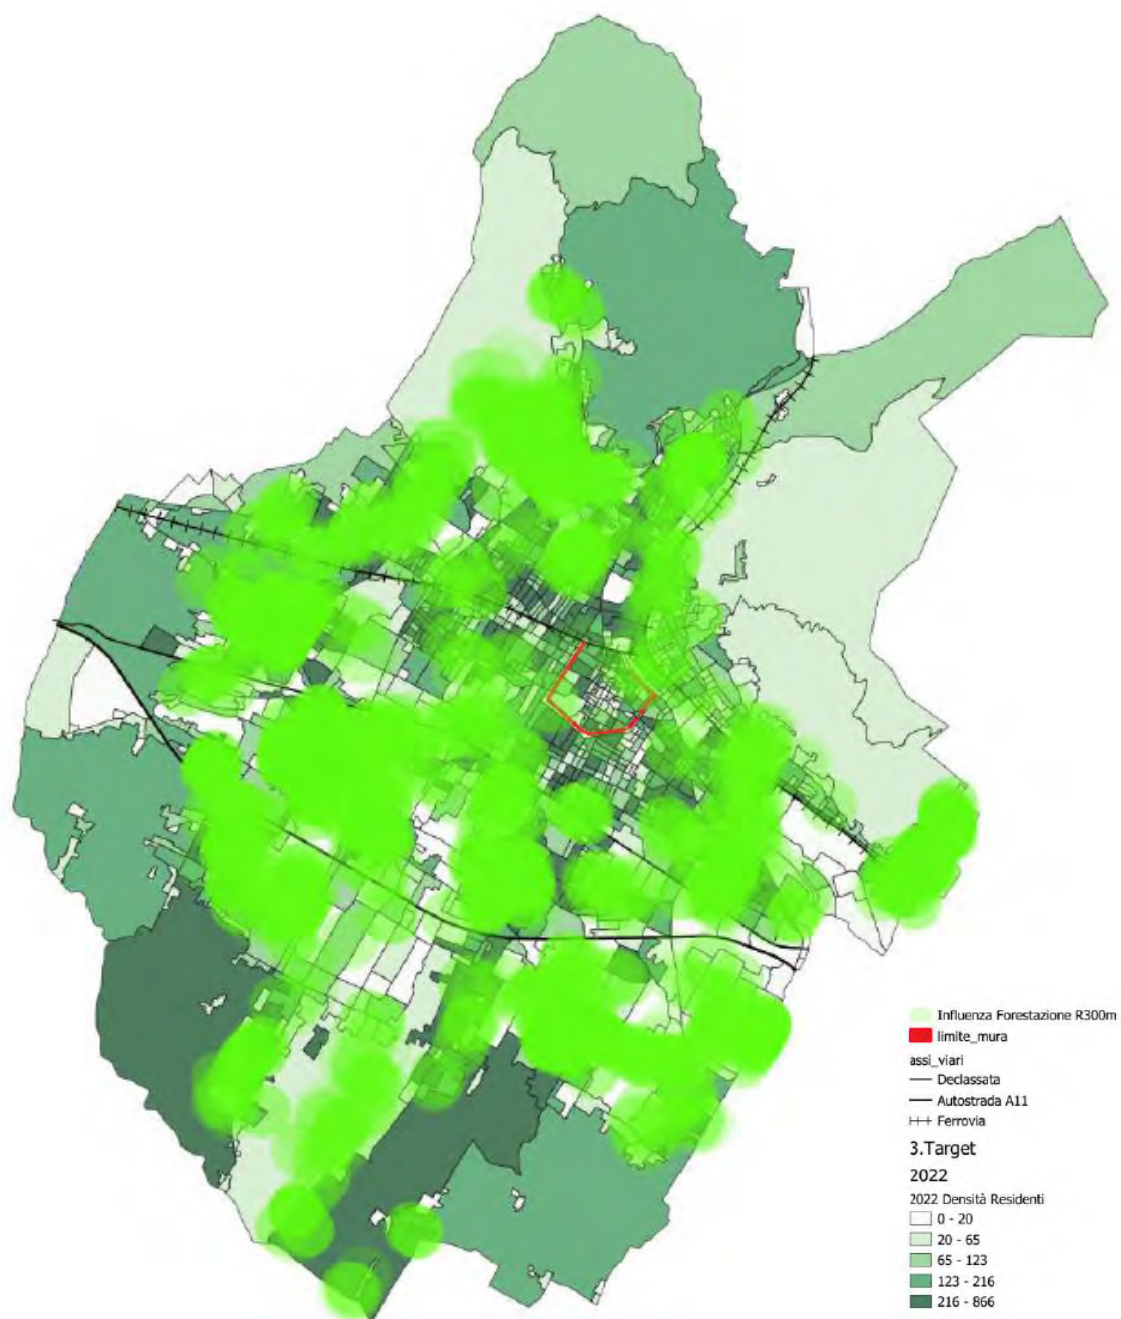 Influenza Forestazione R300m
limite_mura
assi_viari
Declassata
Autostrada A11
Ferrovia
3.Target
2022
2022 Densità Residenti
0 - 20
20 - 65
65 - 123
123 - 216
216 - 866